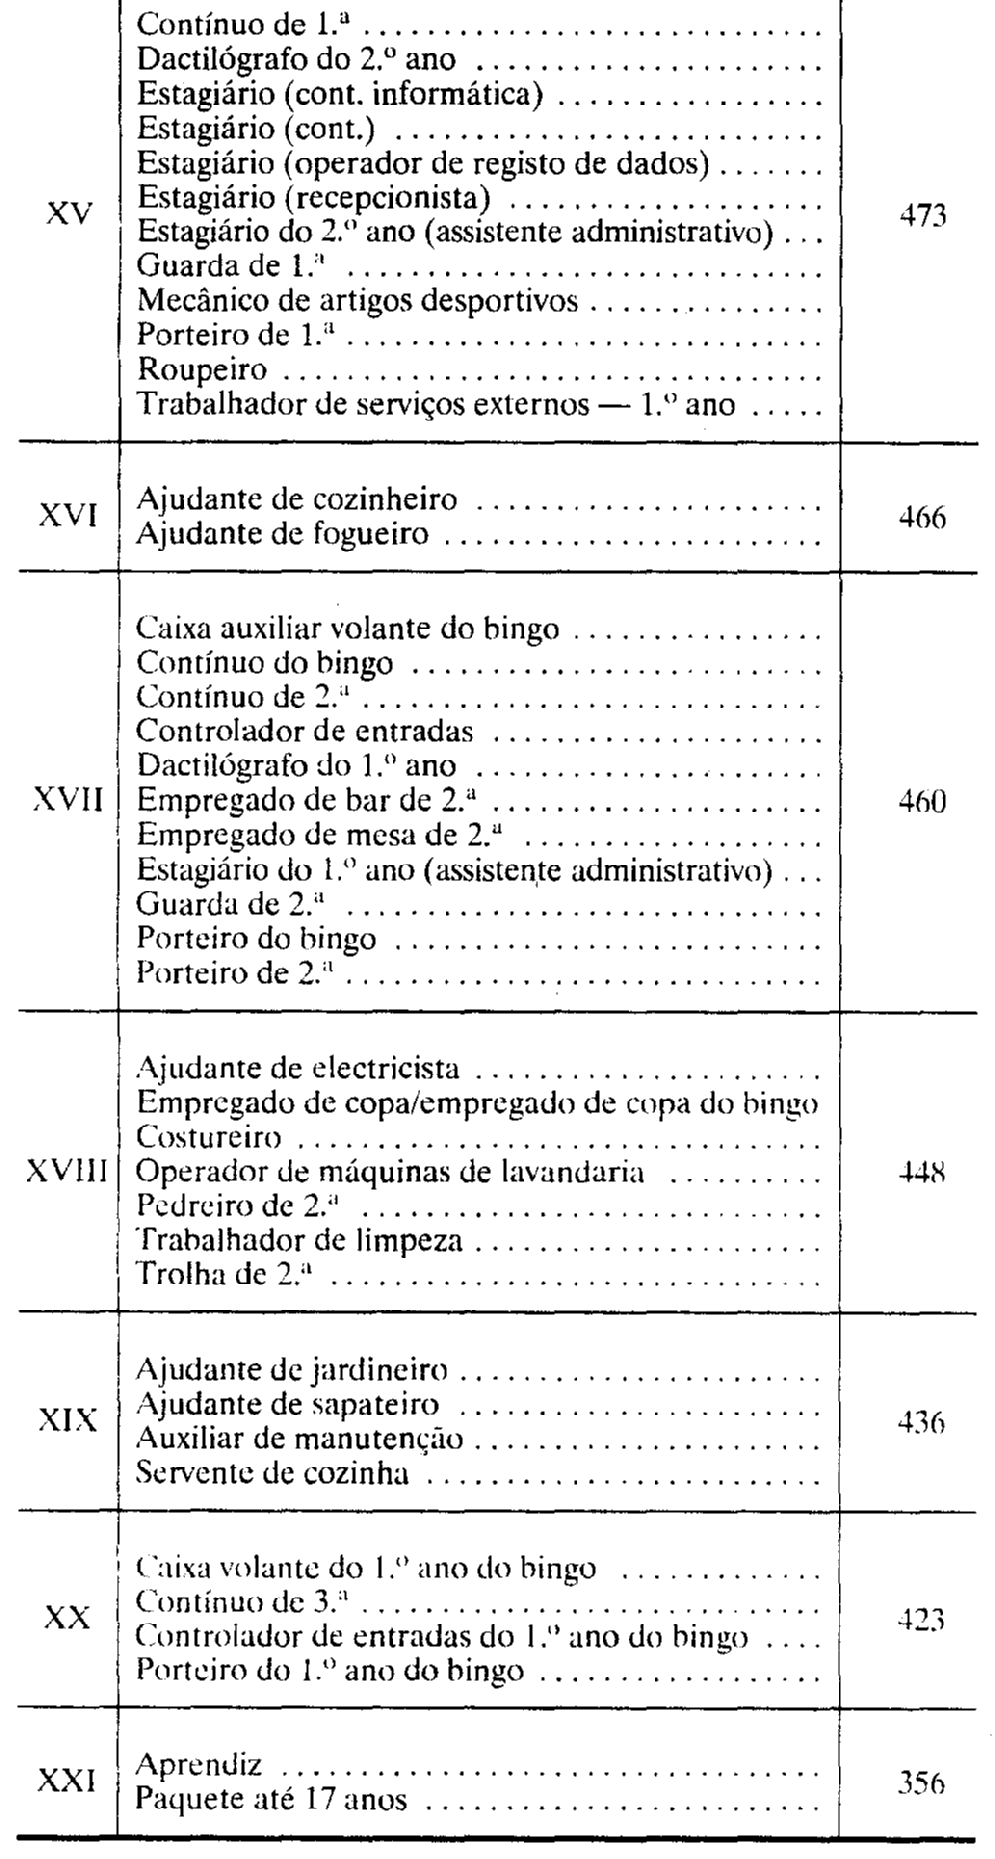 Contínuo de 1.ª ..............................
Dactilógrafo do 2.º ano ......................
Estagiário (cont. informática) .................
Estagiário (cont.) ...........................
Estagiário (operador de registo de dados) .......
Estagiário (recepcionista) ....................
XV Estagiário do 2.º ano (assistente administrativo) ... 473
Guarda de 1.ª ..............................
Mecânico de artigos desportivos ...............
Porteiro de 1.ª ..............................
Roupeiro ..................................
Trabalhador de serviços externos — 1.º ano .....
XVI Ajudante de cozinheiro ...................... 466
Ajudante de fogueiro ........................
Caixa auxiliar volante do bingo ................
Contínuo do bingo ..........................
Contínuo de 2.ª .............................
Controlador de entradas .....................
Dactilógrafo do 1.º ano ......................
XVII Empregado de bar de 2.ª ..................... 460
Empregado de mesa de 2.ª ...................
Estagiário do 1.º ano (assistente administrativo) ...
Guarda de 2.ª ..............................
Porteiro do bingo ...........................
Porteiro de 2.ª ..............................
Ajudante de electricista ......................
Empregado de copa/empregado de copa do bingo
Costureiro .................................
XVIII Operador de máquinas de lavandaria .......... 448
Pedreiro de 2.ª .............................
Trabalhador de limpeza ......................
Trolha de 2.ª ...............................
Ajudante de jardineiro .......................
Ajudante de sapateiro .......................
XIX Auxiliar de manutenção ...................... 436
Servente de cozinha .........................
Caixa volante do 1.º ano do bingo .............
Contínuo de 3.ª .............................
XX Controlador de entradas do 1.º ano do bingo .... 423
Porteiro do 1.º ano do bingo ..................
XXI Aprendiz .................................. 356
Paquete até 17 anos .........................